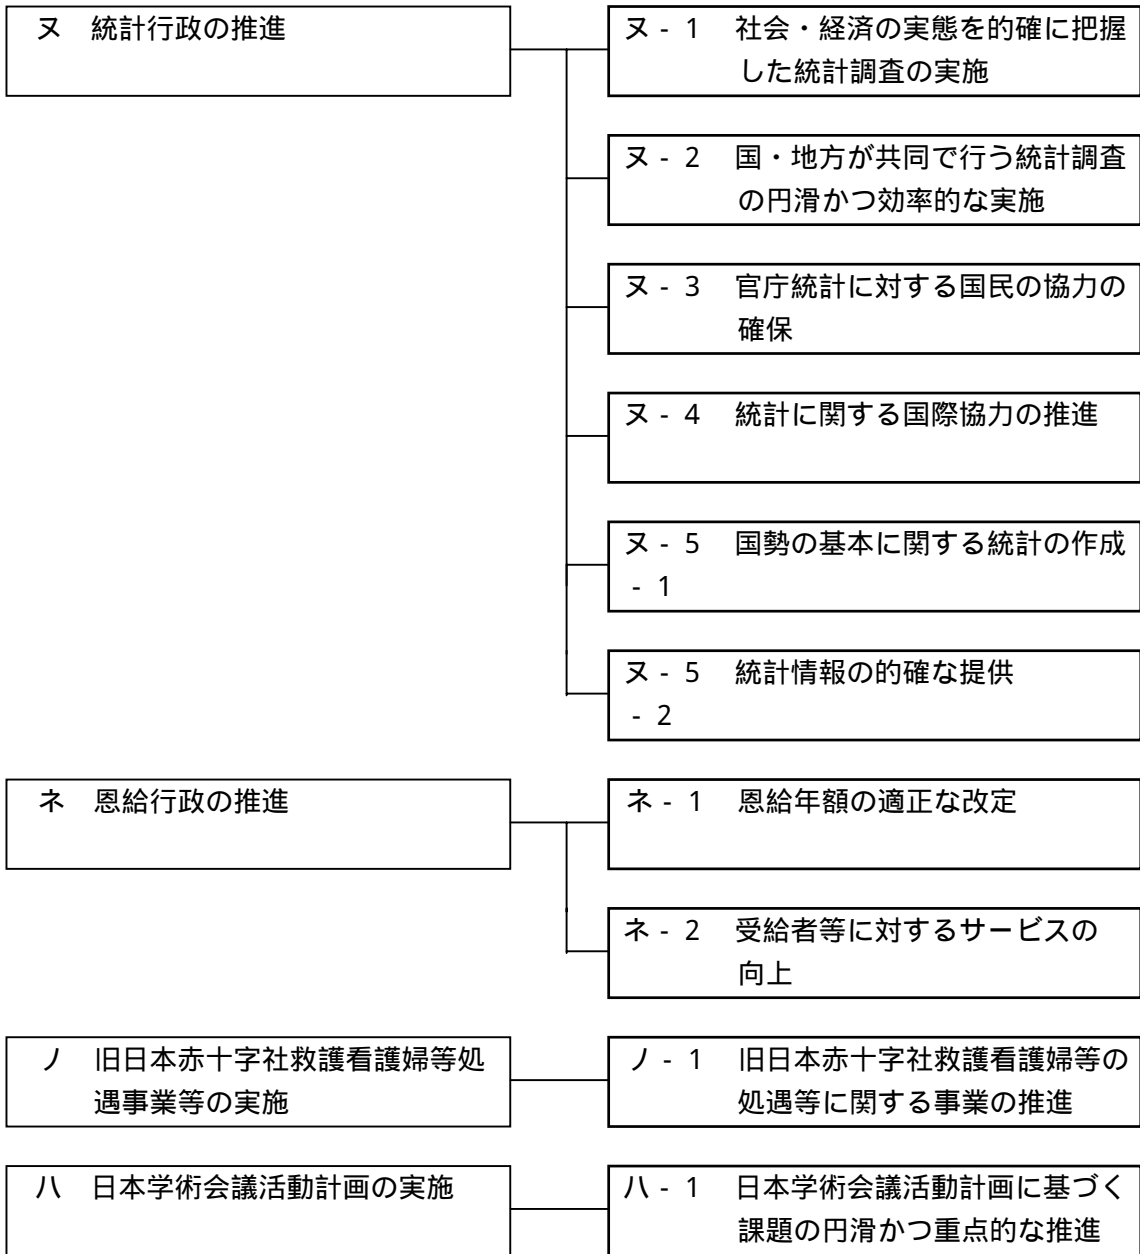 ヌ 統計行政の推進
ヌ - 1 社会・経済の実態を的確に把握
した統計調査の実施
ヌ - 2 国・地方が共同で行う統計調査
の円滑かつ効率的な実施
ヌ - 3 官庁統計に対する国民の協力の
確保
ヌ - 4 統計に関する国際協力の推進
ヌ - 5 国勢の基本に関する統計の作成
- 1
ヌ - 5 統計情報の的確な提供
- 2
ネ 恩給行政の推進
ネ - 1 恩給年額の適正な改定
ネ - 2 受給者等に対するサービスの
向上
ノ 旧日本赤十字社救護看護婦等処
遇事業等の実施
ノ - 1 旧日本赤十字社救護看護婦等の
処遇等に関する事業の推進
ハ 日本学術会議活動計画の実施
ハ - 1 日本学術会議活動計画に基づく
課題の円滑かつ重点的な推進